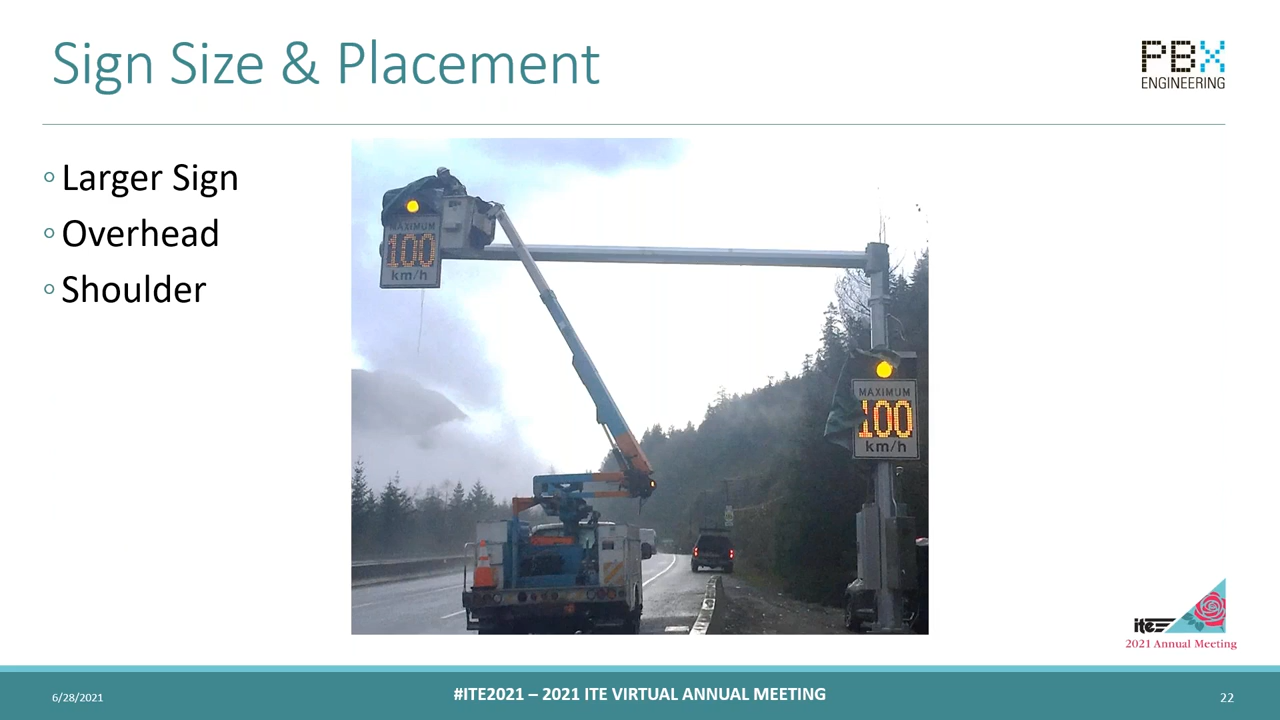 Sign Size & Placement
PBX
ENGINEERING
Larger Sign
Overhead
Shoulder
MAXIMUM
100
km/h
MAXIMUM
100
km/h
ite
2021 Annual Meeting
6/28/2021
#ITE2021 – 2021 ITE VIRTUAL ANNUAL MEETING
22